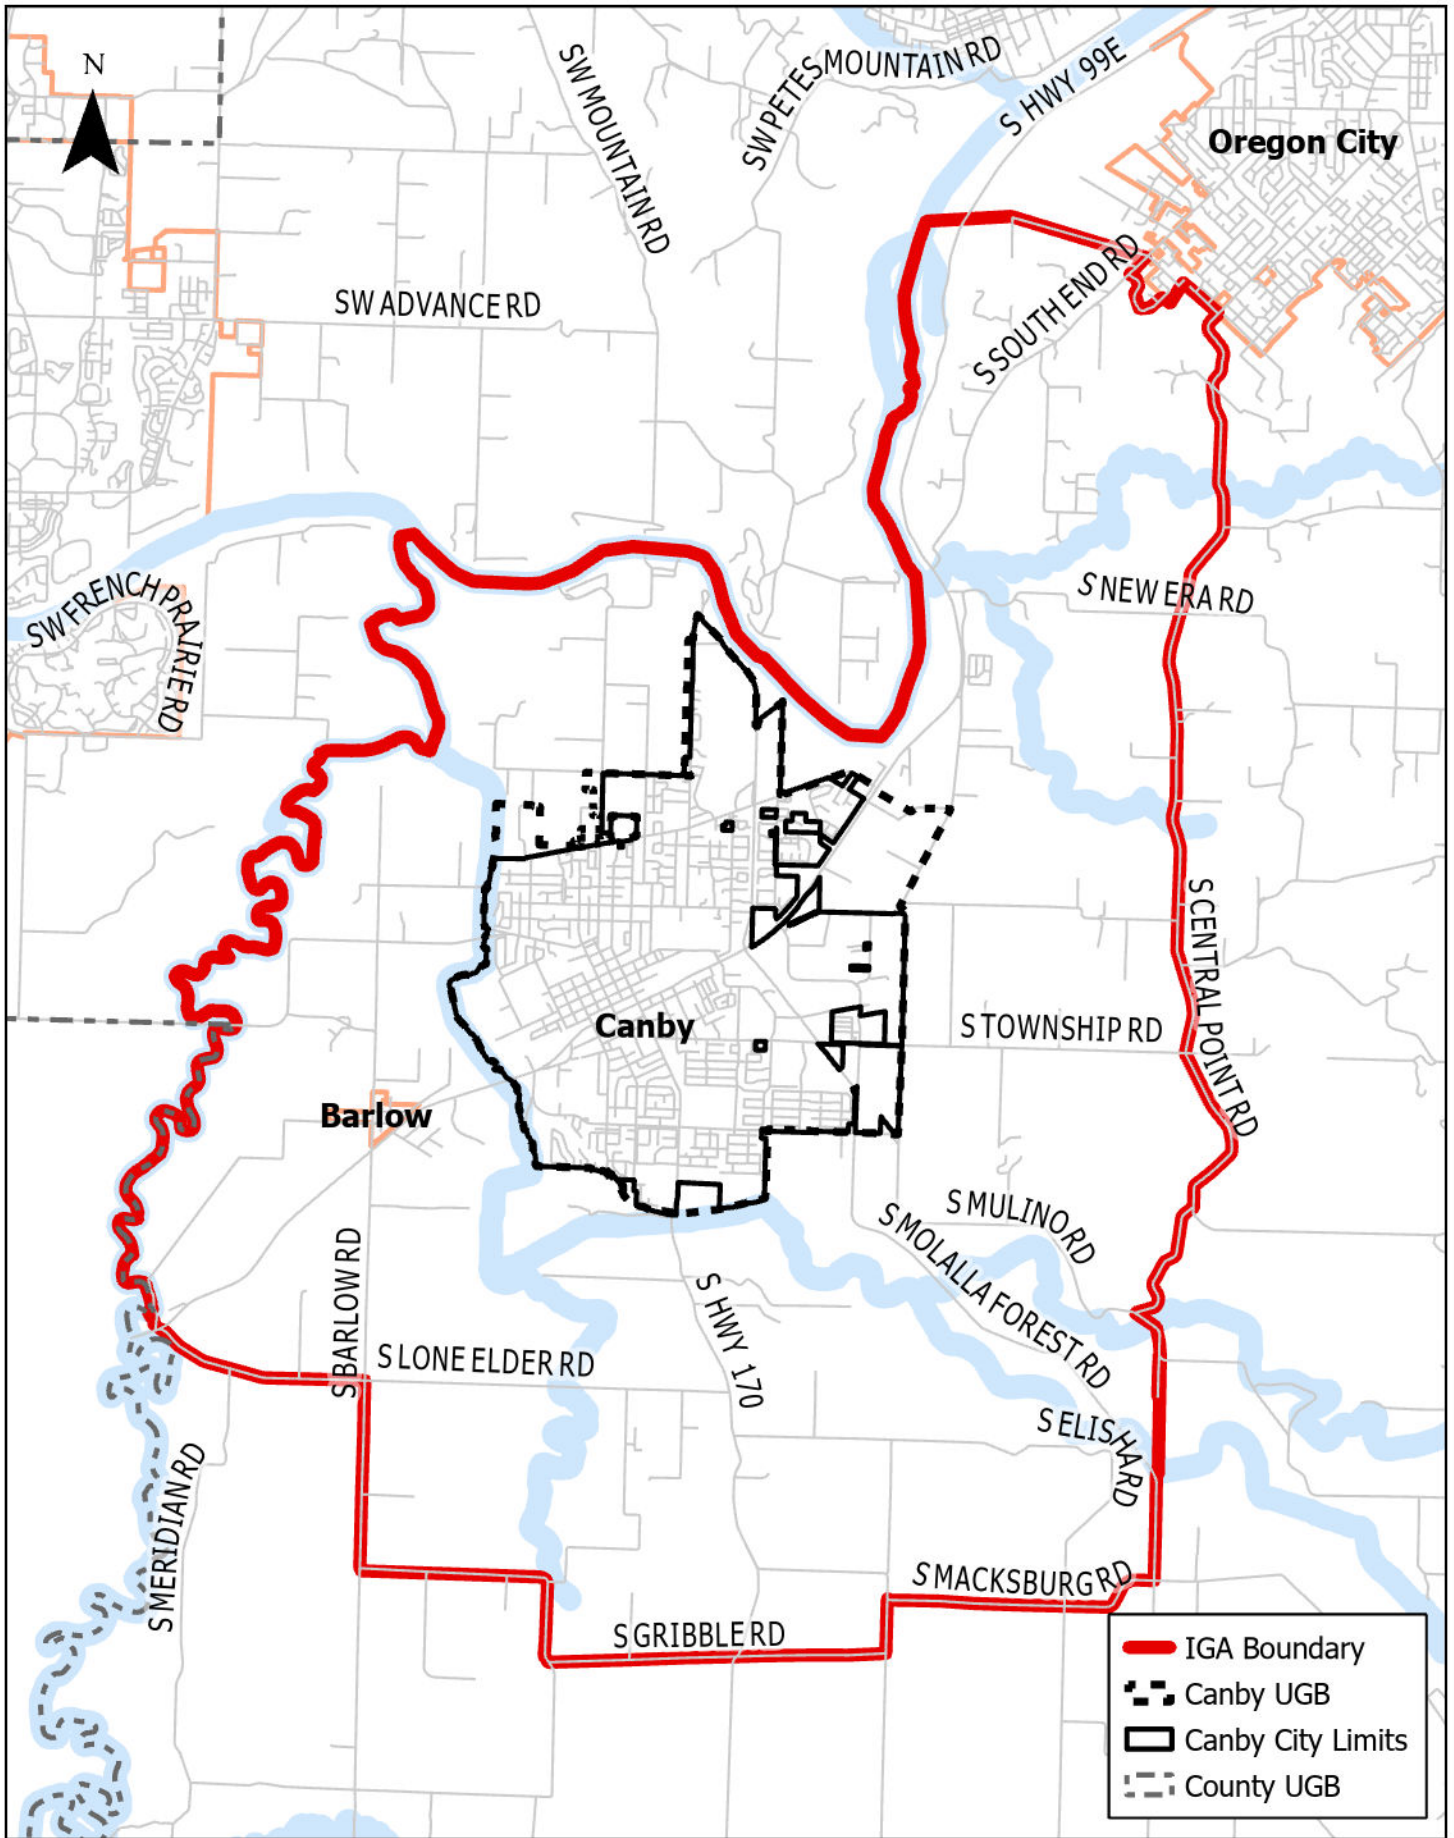 N
SW MOUNTAIN RD
SW PETES MOUNTAIN RD
S HWY 99E
Oregon City
SW ADVANCE RD
S SOUTH END RD
SW FRENCH PRAIRIE RD
S NEW ERA RD
S CENTRAL POINT RD
Canby
S TOWNSHIP RD
Barlow
S MULINO RD
S MOLALLA FOREST RD
S BARLOW RD
S HWY 170
S LONE ELDER RD
S ELISHA RD
S MERIDIAN RD
S MACKSBURG RD
S GRIBBLE RD
IGA Boundary
Canby UGB
Canby City Limits
County UGB